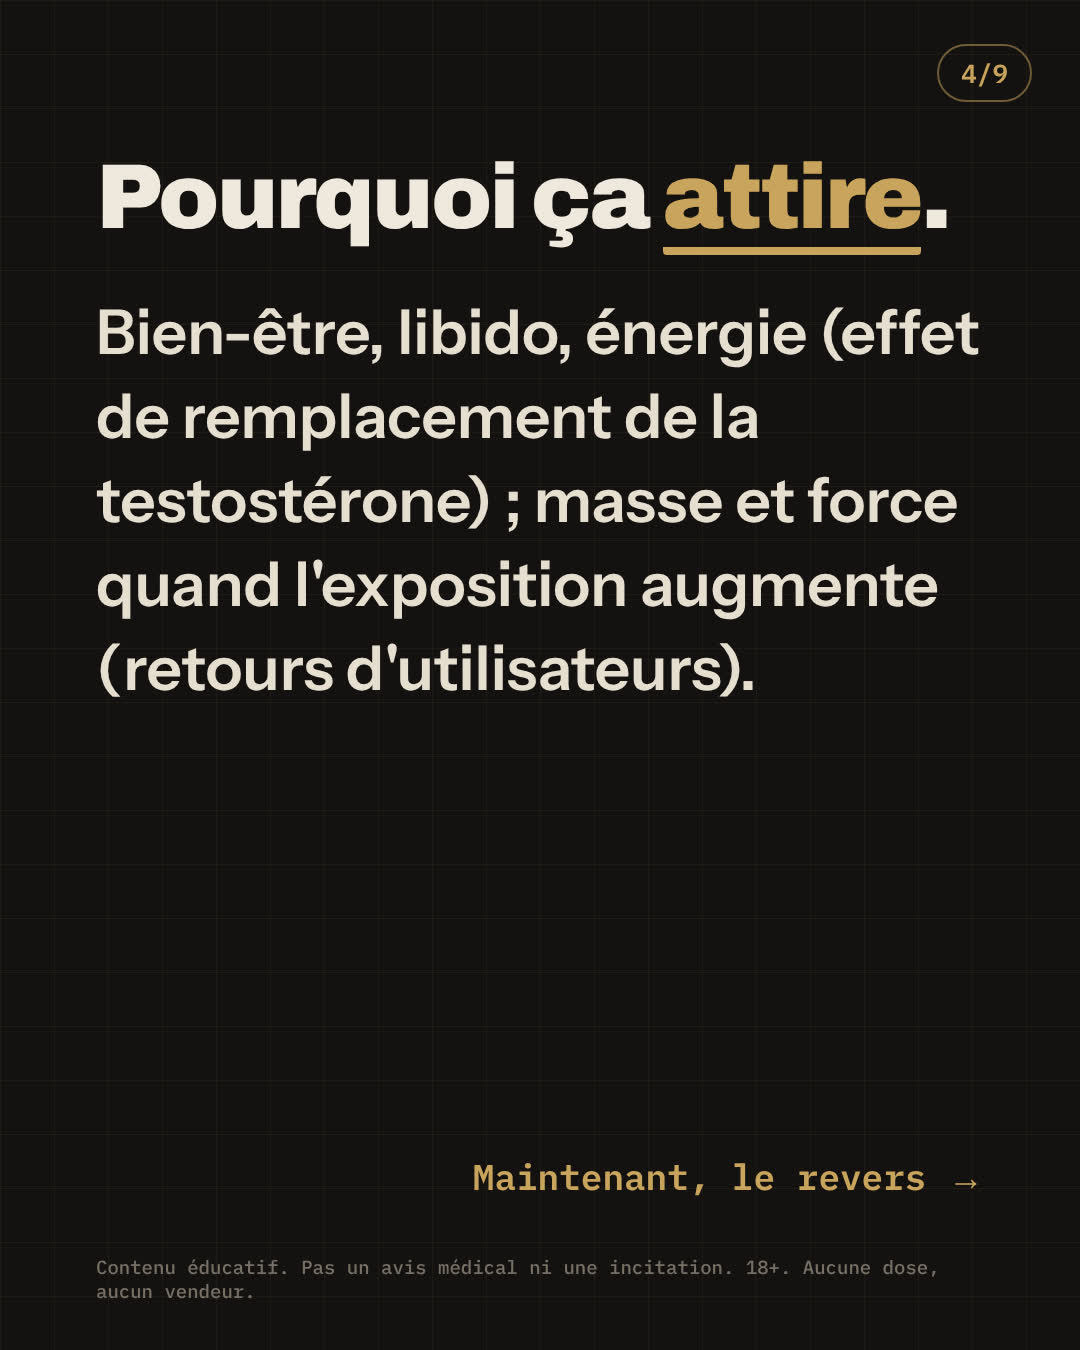 4/9
Pourquoi ça attire.
Bien-être, libido, énergie (effet
de remplacement de la
testostérone) ; masse et force
quand l'exposition augmente
(retours d'utilisateurs).
Maintenant, le revers →
Contenu éducatif. Pas un avis médical ni une incitation. 18+. Aucune dose,
aucun vendeur.